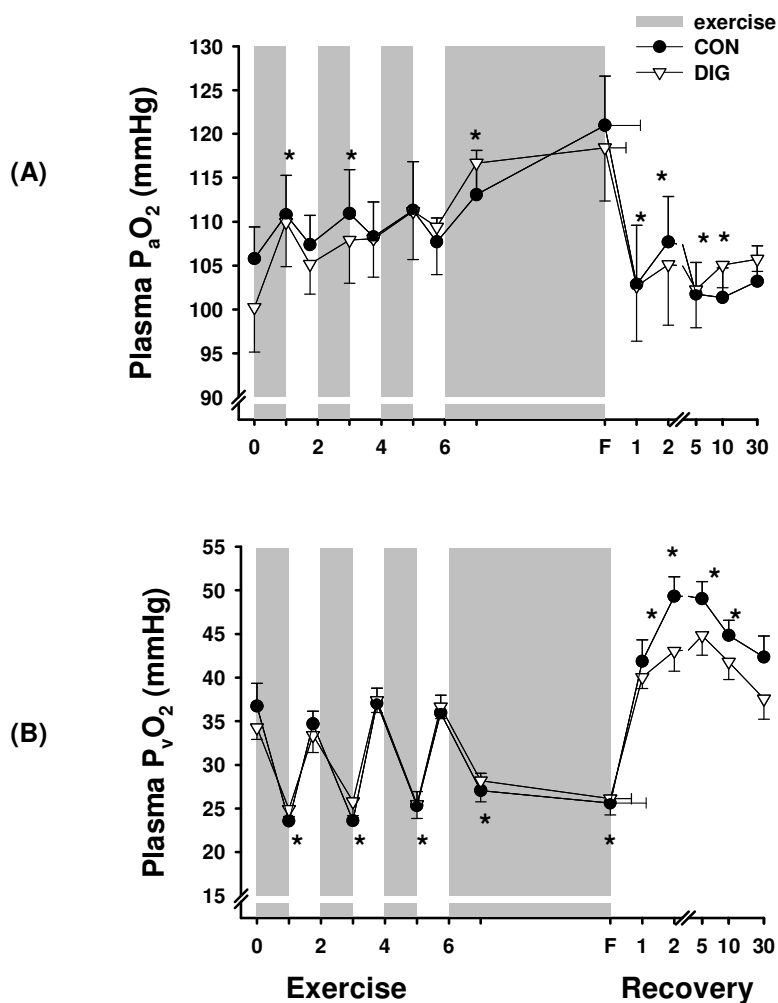 exercise
CON
DIG
(A)
Plasma PaO2 (mmHg)
130
125
120
115
110
105
100
95
90
* * * * * * *
0 2 4 6 F 1 2 5 10 30
(B)
Plasma PvO2 (mmHg)
55
50
45
40
35
30
25
20
15
* * * * * * * * *
0 2 4 6 F 1 2 5 10 30
Exercise Recovery